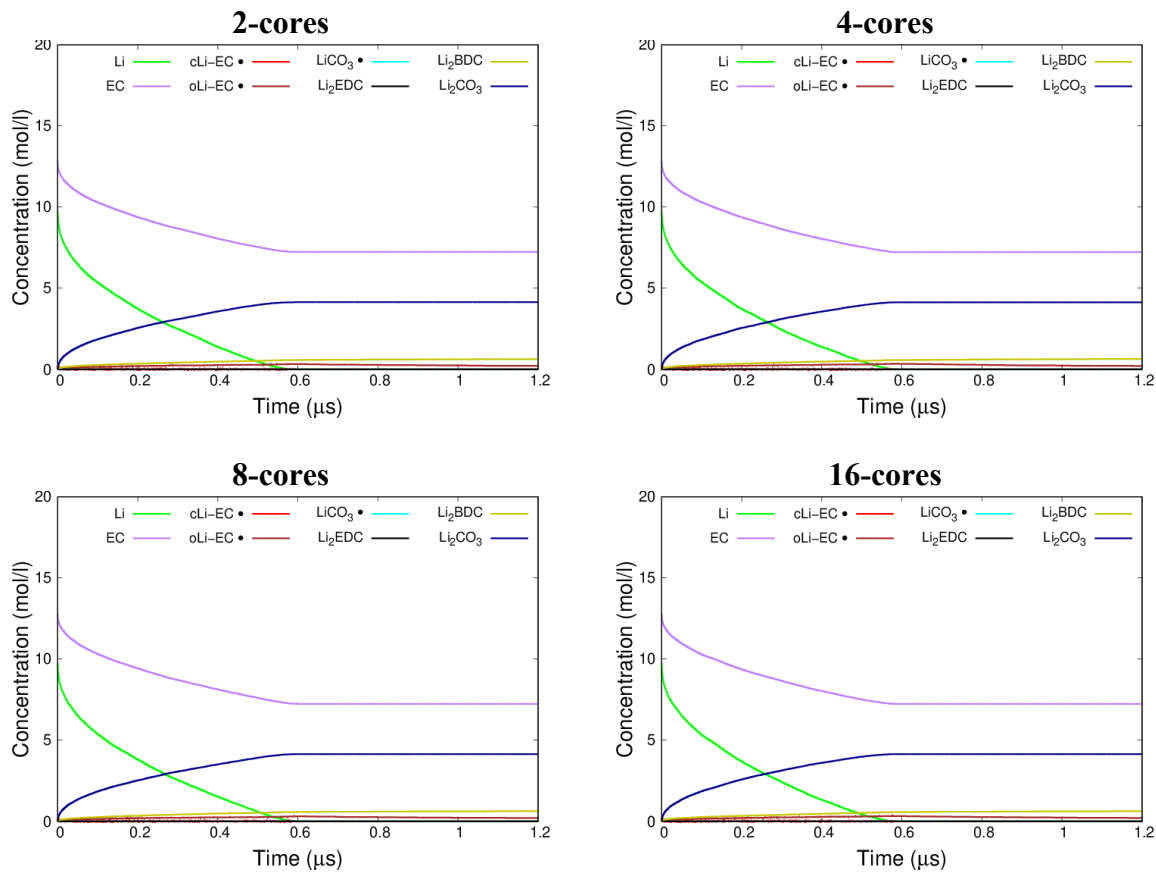 2-cores
20
Li cLi–EC • LiCO₃ • Li₂BDC
EC oLi–EC • Li₂EDC Li₂CO₃
15
10
5
0
0 0.2 0.4 0.6 0.8 1 1.2
Concentration (mol/l)
Time (μs)
4-cores
20
Li cLi–EC • LiCO₃ • Li₂BDC
EC oLi–EC • Li₂EDC Li₂CO₃
15
10
5
0
0 0.2 0.4 0.6 0.8 1 1.2
Concentration (mol/l)
Time (μs)
8-cores
20
Li cLi–EC • LiCO₃ • Li₂BDC
EC oLi–EC • Li₂EDC Li₂CO₃
15
10
5
0
0 0.2 0.4 0.6 0.8 1 1.2
Concentration (mol/l)
Time (μs)
16-cores
20
Li cLi–EC • LiCO₃ • Li₂BDC
EC oLi–EC • Li₂EDC Li₂CO₃
15
10
5
0
0 0.2 0.4 0.6 0.8 1 1.2
Concentration (mol/l)
Time (μs)